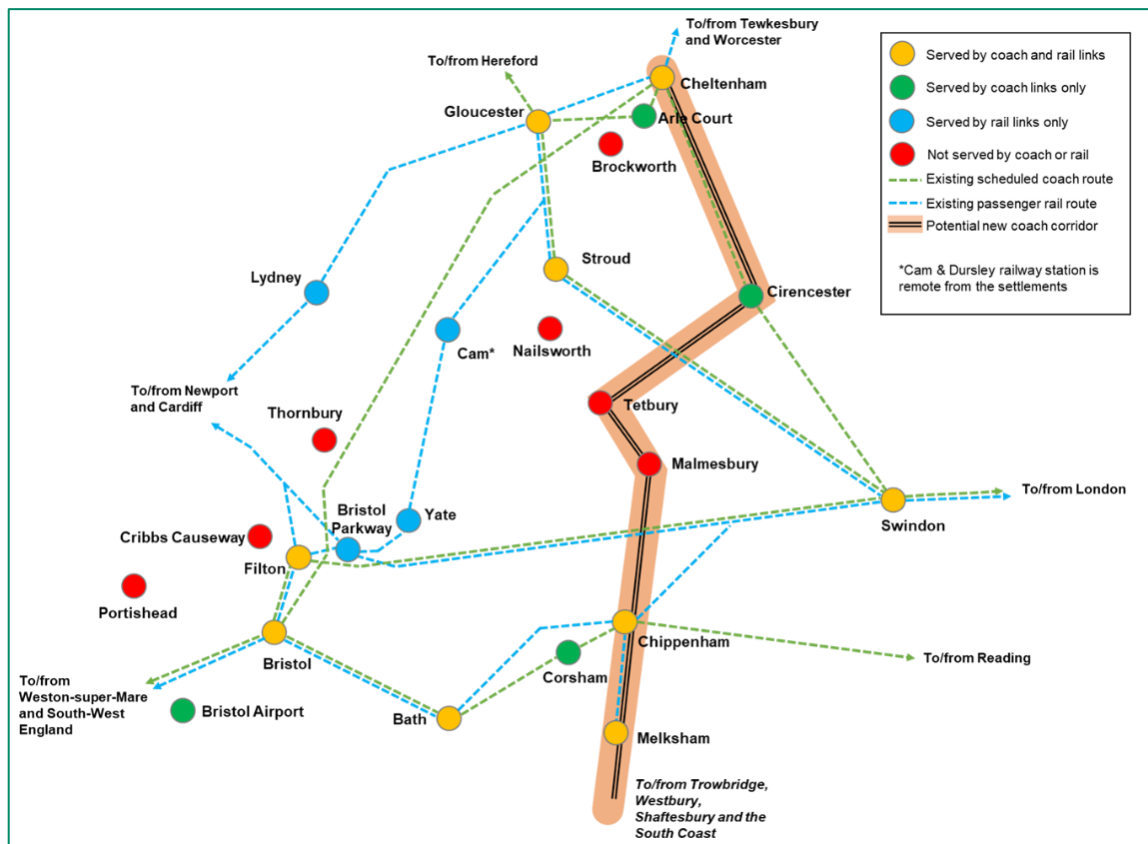 To/from Tewkesbury
and Worcester
To/from Hereford
Cheltenham
Gloucester
Arle Court
Brockworth
Stroud
Lydney
Cirencester
Cam*
Nailsworth
To/from Newport
and Cardiff
Tetbury
Thornbury
Malmesbury
To/from London
Yate
Bristol
Parkway
Swindon
Cribbs Causeway
Filton
Portishead
Chippenham
Bristol
To/from Reading
Corsham
To/from
Weston-super-Mare
and South-West
England
Bristol Airport
Bath
Melksham
To/from Trowbridge,
Westbury,
Shaftesbury and the
South Coast
Served by coach and rail links
Served by coach links only
Served by rail links only
Not served by coach or rail
Existing scheduled coach route
Existing passenger rail route
Potential new coach corridor
*Cam & Dursley railway station is
remote from the settlements